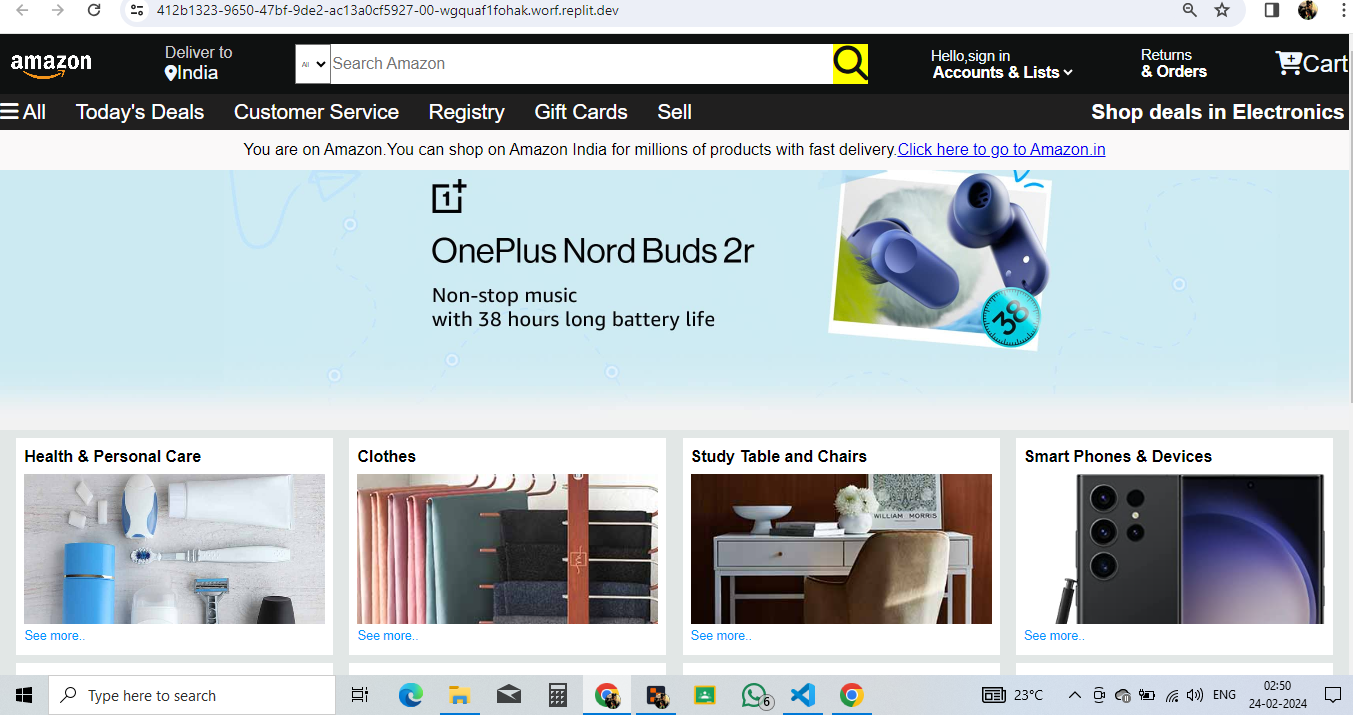 412b1323-9650-47bf-9de2-ac13a0cf5927-00-wgquaf1fohak.worf.replit.dev
amazon
Deliver to
India
All
Search Amazon
Hello,sign in
Accounts & Lists
Returns
& Orders
Cart
All Today's Deals Customer Service Registry Gift Cards Sell Shop deals in Electronics
You are on Amazon.You can shop on Amazon India for millions of products with fast delivery.Click here to go to Amazon.in
1+
OnePlus Nord Buds 2r
Non-stop music
with 38 hours long battery life
38
Health & Personal Care
See more..
Clothes
See more..
Study Table and Chairs
WILLIAM MORRIS
See more..
Smart Phones & Devices
See more..
Type here to search
6
23°C
ENG
02:50
24-02-2024